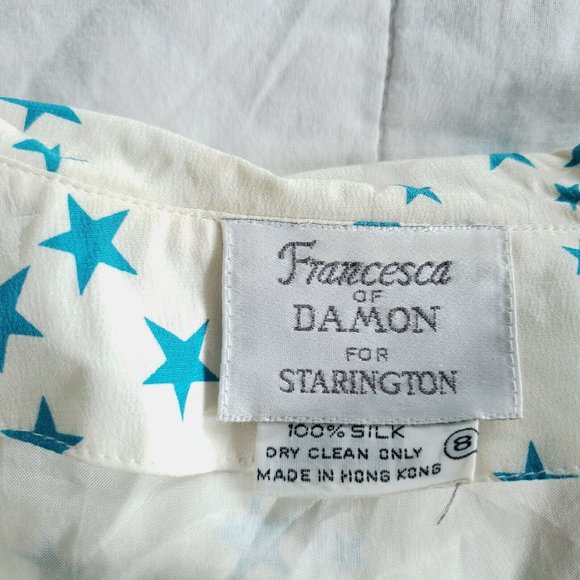 Francesca
OF
DAMON
FOR
STARINGTON
100% SILK
DRY CLEAN ONLY
MADE IN HONG KONG
8